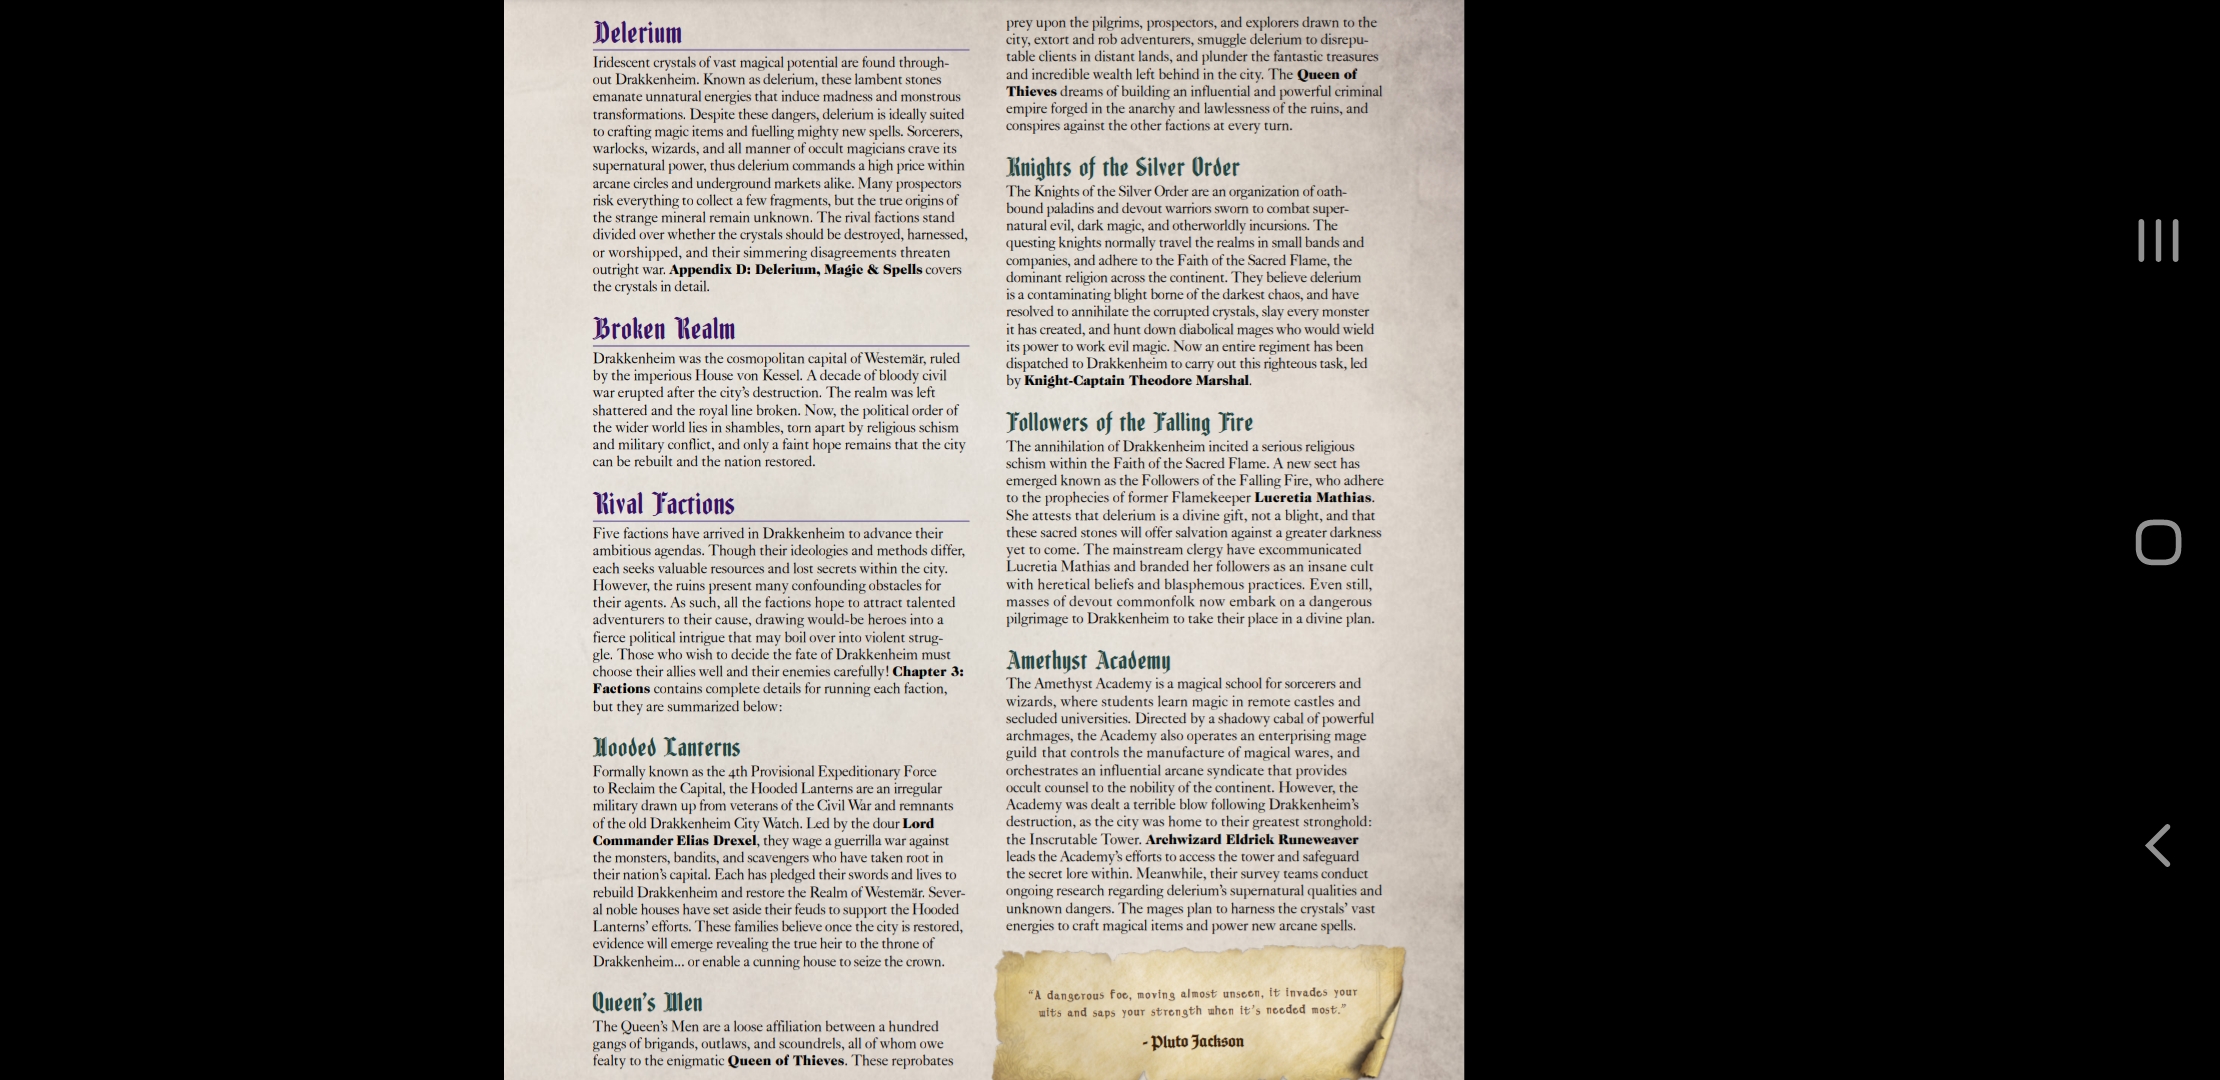 Delerium
Iridescent crystals of vast magical potential are found through-
out Drakkenheim. Known as delerium, these lambent stones
emanate unnatural energies that induce madness and monstrous
transformations. Despite these dangers, delerium is ideally suited
to crafting magic items and fuelling mighty new spells. Sorcerers,
warlocks, wizards, and all manner of occult magicians crave its
supernatural power, thus delerium commands a high price within
arcane circles and underground markets alike. Many prospectors
risk everything to collect a few fragments, but the true origins of
the strange mineral remain unknown. The rival factions stand
divided over whether the crystals should be destroyed, harnessed,
or worshipped, and their simmering disagreements threaten
outright war. Appendix D: Delerium, Magic & Spells covers
the crystals in detail.
Broken Realm
Drakkenheim was the cosmopolitan capital of Westemär, ruled
by the imperious House von Kessel. A decade of bloody civil
war erupted after the city's destruction. The realm was left
shattered and the royal line broken. Now, the political order of
the wider world lies in shambles, torn apart by religious schism
and military conflict, and only a faint hope remains that the city
can be rebuilt and the nation restored.
Rival Factions
Five factions have arrived in Drakkenheim to advance their
ambitious agendas. Though their ideologies and methods differ,
each seeks valuable resources and lost secrets within the city.
However, the ruins present many confounding obstacles for
their agents. As such, all the factions hope to attract talented
adventurers to their cause, drawing would-be heroes into a
fierce political intrigue that may boil over into violent strug-
gle. Those who wish to decide the fate of Drakkenheim must
choose their allies well and their enemies carefully! Chapter 3:
Factions contains complete details for running each faction,
but they are summarized below:
Hooded Lanterns
Formally known as the 4th Provisional Expeditionary Force
to Reclaim the Capital, the Hooded Lanterns are an irregular
military drawn up from veterans of the Civil War and remnants
of the old Drakkenheim City Watch. Led by the dour Lord
Commander Elias Drexel, they wage a guerrilla war against
the monsters, bandits, and scavengers who have taken root in
their nation's capital. Each has pledged their swords and lives to
rebuild Drakkenheim and restore the Realm of Westemär. Sever-
al noble houses have set aside their feuds to support the Hooded
Lanterns' efforts. These families believe once the city is restored,
evidence will emerge revealing the true heir to the throne of
Drakkenheim... or enable a cunning house to seize the crown.
Queen's Men
The Queen's Men are a loose affiliation between a hundred
gangs of brigands, outlaws, and scoundrels, all of whom owe
fealty to the enigmatic Queen of Thieves. These reprobates
prey upon the pilgrims, prospectors, and explorers drawn to the
city, extort and rob adventurers, smuggle delerium to disrepu-
table clients in distant lands, and plunder the fantastic treasures
and incredible wealth left behind in the city. The Queen of
Thieves dreams of building an influential and powerful criminal
empire forged in the anarchy and lawlessness of the ruins, and
conspires against the other factions at every turn.
Knights of the Silver Order
The Knights of the Silver Order are an organization of oath-
bound paladins and devout warriors sworn to combat super-
natural evil, dark magic, and otherworldly incursions. The
questing knights normally travel the realms in small bands and
companies, and adhere to the Faith of the Sacred Flame, the
dominant religion across the continent. They believe delerium
is a contaminating blight borne of the darkest chaos, and have
resolved to annihilate the corrupted crystals, slay every monster
it has created, and hunt down diabolical mages who would wield
its power to work evil magic. Now an entire regiment has been
dispatched to Drakkenheim to carry out this righteous task, led
by Knight-Captain Theodore Marshal.
Followers of the Falling Fire
The annihilation of Drakkenheim incited a serious religious
schism within the Faith of the Sacred Flame. A new sect has
emerged known as the Followers of the Falling Fire, who adhere
to the prophecies of former Flamekeeper Lucretia Mathias.
She attests that delerium is a divine gift, not a blight, and that
these sacred stones will offer salvation against a greater darkness
yet to come. The mainstream clergy have excommunicated
Lucretia Mathias and branded her followers as an insane cult
with heretical beliefs and blasphemous practices. Even still,
masses of devout commonfolk now embark on a dangerous
pilgrimage to Drakkenheim to take their place in a divine plan.
Amethyst Academy
The Amethyst Academy is a magical school for sorcerers and
wizards, where students learn magic in remote castles and
secluded universities. Directed by a shadowy cabal of powerful
archmages, the Academy also operates an enterprising mage
guild that controls the manufacture of magical wares, and
orchestrates an influential arcane syndicate that provides
occult counsel to the nobility of the continent. However, the
Academy was dealt a terrible blow following Drakkenheim's
destruction, as the city was home to their greatest stronghold:
the Inscrutable Tower. Archwizard Eldrick Runeweaver
leads the Academy's efforts to access the tower and safeguard
the secret lore within. Meanwhile, their survey teams conduct
ongoing research regarding delerium's supernatural qualities and
unknown dangers. The mages plan to harness the crystals' vast
energies to craft magical items and power new arcane spells.
"A dangerous foe, moving almost unseen, it invades your
wits and saps your strength when it's needed most."
- Pluto Jackson